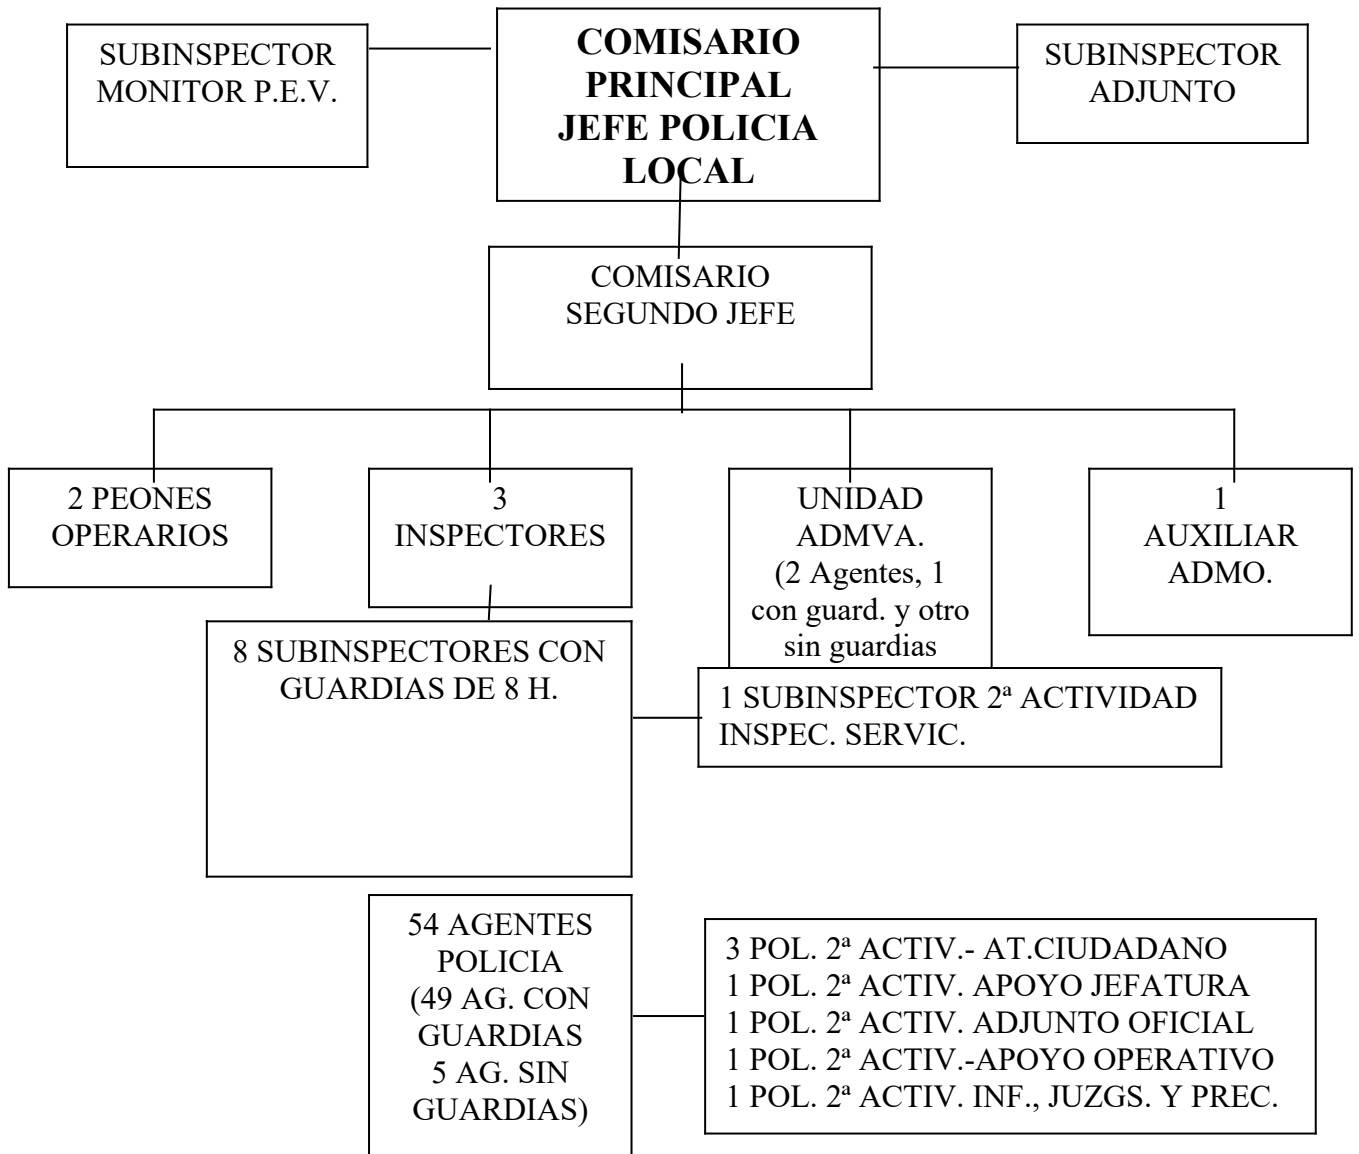 SUBINSPECTOR
MONITOR P.E.V.
COMISARIO
PRINCIPAL
JEFE POLICIA
LOCAL
SUBINSPECTOR
ADJUNTO
COMISARIO
SEGUNDO JEFE
2 PEONES
OPERARIOS
3
INSPECTORES
UNIDAD
ADMVA.
(2 Agentes, 1
con guard. y otro
sin guardias
1
AUXILIAR
ADMO.
8 SUBINSPECTORES CON
GUARDIAS DE 8 H.
1 SUBINSPECTOR 2ª ACTIVIDAD
INSPEC. SERVIC.
54 AGENTES
POLICIA
(49 AG. CON
GUARDIAS
5 AG. SIN
GUARDIAS)
3 POL. 2ª ACTIV.- AT.CIUDADANO
1 POL. 2ª ACTIV. APOYO JEFATURA
1 POL. 2ª ACTIV. ADJUNTO OFICIAL
1 POL. 2ª ACTIV.-APOYO OPERATIVO
1 POL. 2ª ACTIV. INF., JUZGS. Y PREC.